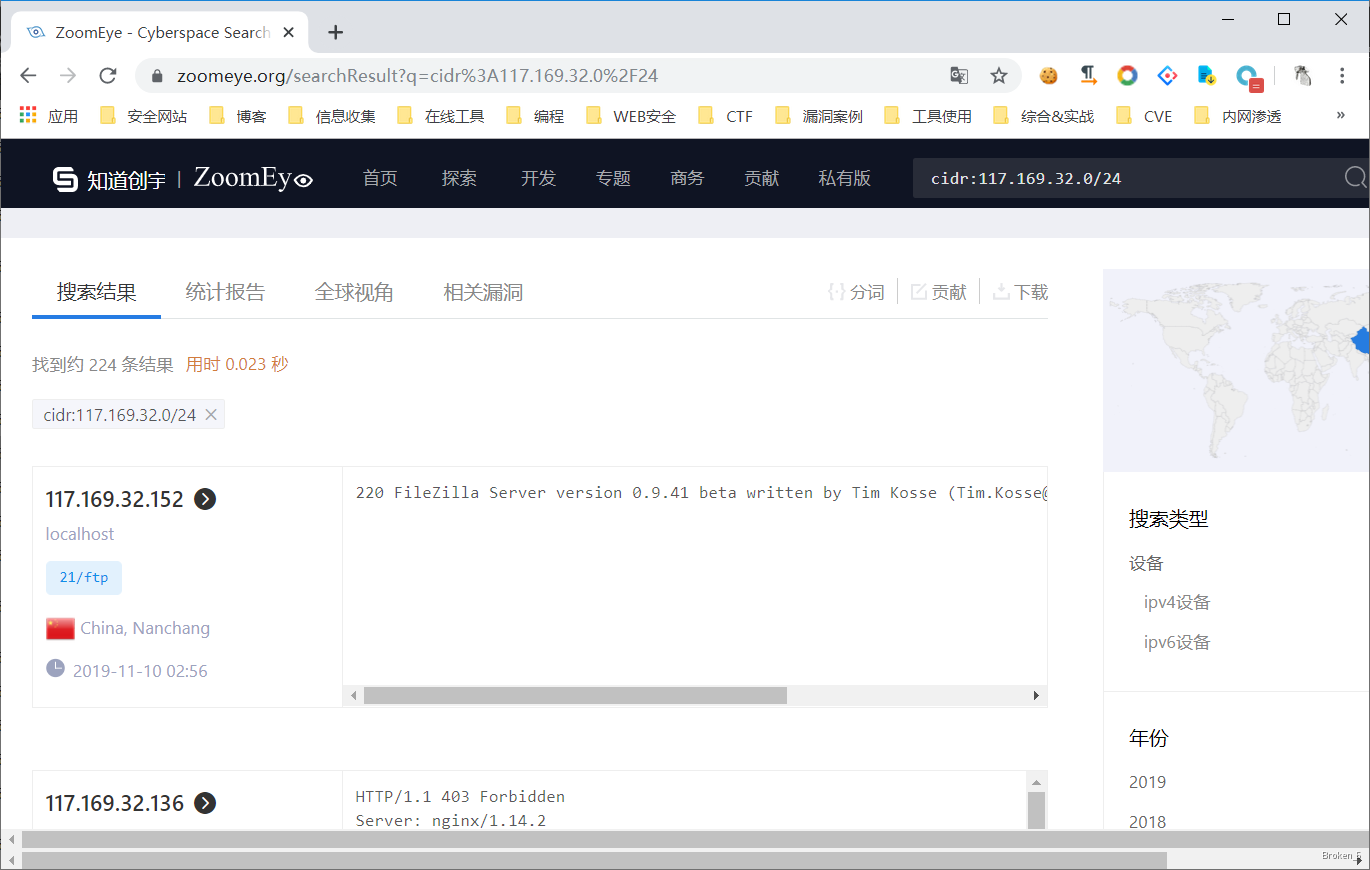 ZoomEye - Cyberspace Search
zoomeye.org/searchResult?q=cidr%3A117.169.32.0%2F24
应用 安全网站 博客 信息收集 在线工具 编程 WEB安全 CTF 漏洞案例 工具使用 综合&实战 CVE 内网渗透 »
知道创宇 | ZoomEye 首页 探索 开发 专题 商务 贡献 私有版 cidr:117.169.32.0/24
搜索结果 统计报告 全球视角 相关漏洞 分词 贡献 下载
找到约 224 条结果 用时 0.023 秒
cidr:117.169.32.0/24
117.169.32.152
localhost
21/ftp
China, Nanchang
2019-11-10 02:56
220 FileZilla Server version 0.9.41 beta written by Tim Kosse (Tim.Kosse@
117.169.32.136
HTTP/1.1 403 Forbidden
Server: nginx/1.14.2
搜索类型
设备
ipv4设备
ipv6设备
年份
2019
2018
Broken_5